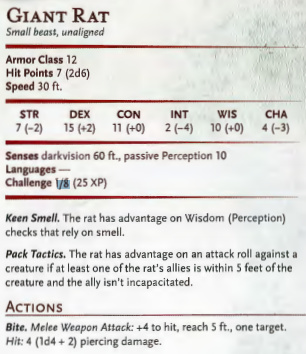 GIANT RAT
Small beast, unaligned
Armor Class 12
Hit Points 7 (2d6)
Speed 30 ft.
STR DEX CON INT WIS CHA
7 (−2) 15 (+2) 11 (+0) 2 (−4) 10 (+0) 4 (−3)
Senses darkvision 60 ft., passive Perception 10
Languages —
Challenge 1/8 (25 XP)
Keen Smell. The rat has advantage on Wisdom (Perception)
checks that rely on smell.
Pack Tactics. The rat has advantage on an attack roll against a
creature if at least one of the rat's allies is within 5 feet of the
creature and the ally isn't incapacitated.
ACTIONS
Bite. Melee Weapon Attack: +4 to hit, reach 5 ft., one target.
Hit: 4 (1d4 + 2) piercing damage.